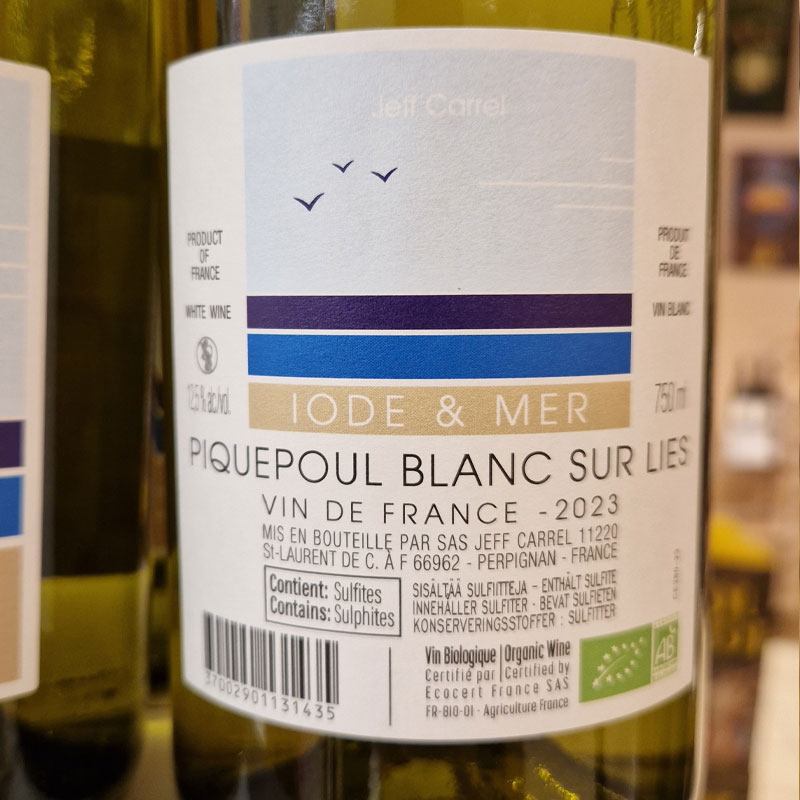 Jeff Carrel
PRODUCT
OF
FRANCE
WHITE WINE
12,5 % alc/vol.
PRODUIT
DE
FRANCE
VIN BLANC
750 ml
IODE & MER
PIQUEPOUL BLANC SUR LIES
VIN DE FRANCE - 2023
MIS EN BOUTEILLE PAR SAS JEFF CARREL 11220
St-LAURENT DE C. À F 66962 - PERPIGNAN - FRANCE
Contient: Sulfites
Contains: Sulphites
SISÄLTÄÄ SULFIITTEJA - ENTHÄLT SULFITE
INNEHÅLLER SULFITER - BEVAT SULFIETEN
KONSERVERINGSSTOFFER : SULFITTER
37002901131435
Vin Biologique | Organic Wine
Certifié par | Certified by
Ecocert France SAS
FR-BIO-01 - Agriculture France
AB